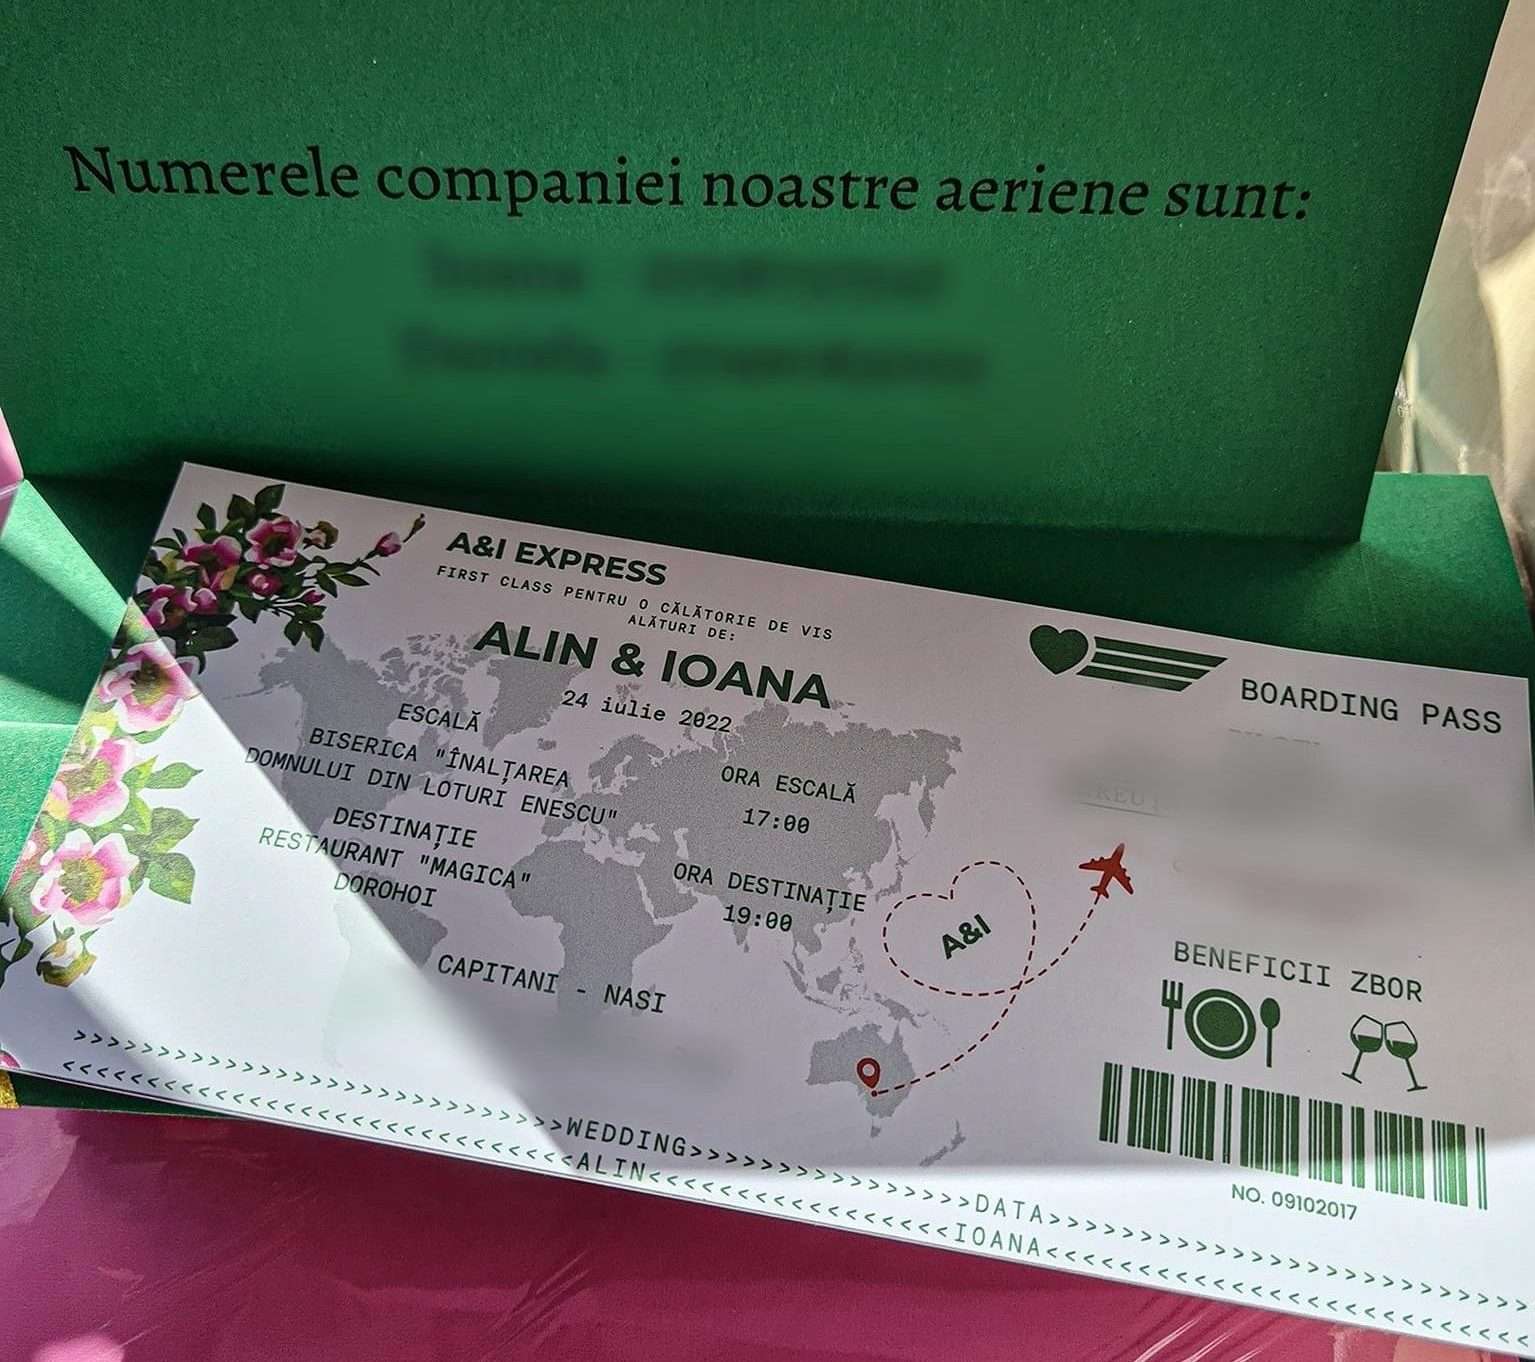 Numerele companiei noastre aeriene sunt:
A&I EXPRESS
FIRST CLASS PENTRU O CĂLĂTORIE DE VIS
ALĂTURI DE:
ALIN & IOANA
24 iulie 2022
ESCALĂ
BISERICA "ÎNALȚAREA
DOMNULUI DIN LOTURI ENESCU"
ORA ESCALĂ
17:00
DESTINAȚIE
RESTAURANT "MAGICA"
DOROHOI
ORA DESTINAȚIE
19:00
CAPITANI - NASI
BOARDING PASS
A&I
BENEFICII ZBOR
NO. 09102017
>>>>>>>>>>>>>>>>>>>>>>>>>>>>>>>>>WEDDING>>>>>>>>>>>>>>>>>>>DATA>>>>>>>>>>>>>>>>>>>>>>>>>>>>>>>>>
<<<<<<<<<<<<<<<<<<<<<<<<<<<<<<<<<<ALIN<<<<<<<<<<<<<<<<<<<<<IOANA<<<<<<<<<<<<<<<<<<<<<<<<<<<<<<<<<